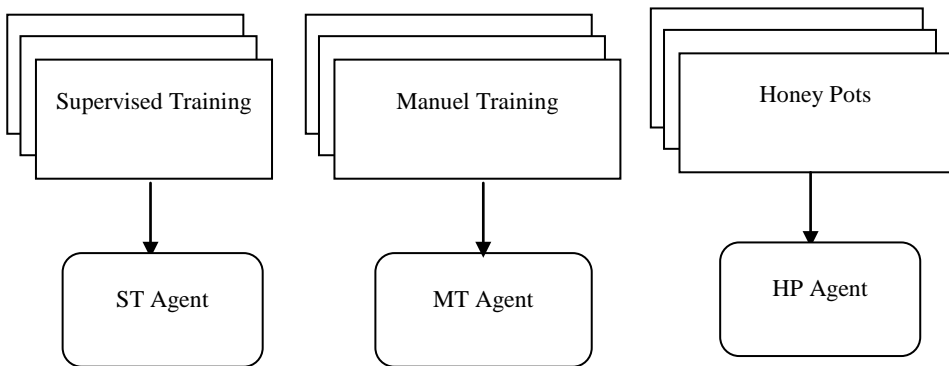 Supervised Training
Manuel Training
Honey Pots
ST Agent
MT Agent
HP Agent